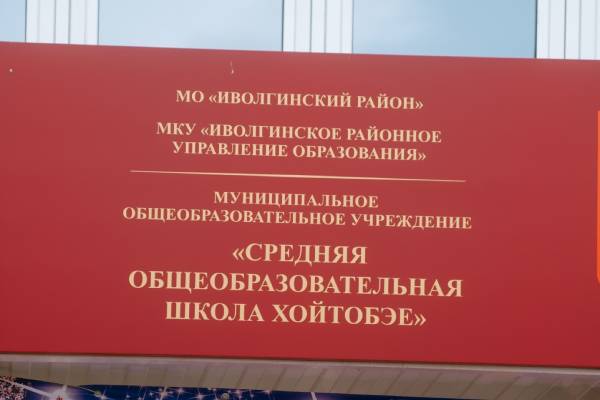 МО «ИВОЛГИНСКИЙ РАЙОН»
МКУ «ИВОЛГИНСКОЕ РАЙОННОЕ
УПРАВЛЕНИЕ ОБРАЗОВАНИЯ»
МУНИЦИПАЛЬНОЕ
ОБЩЕОБРАЗОВАТЕЛЬНОЕ УЧРЕЖДЕНИЕ
«СРЕДНЯЯ
ОБЩЕОБРАЗОВАТЕЛЬНАЯ
ШКОЛА ХОЙТОБЭЕ»